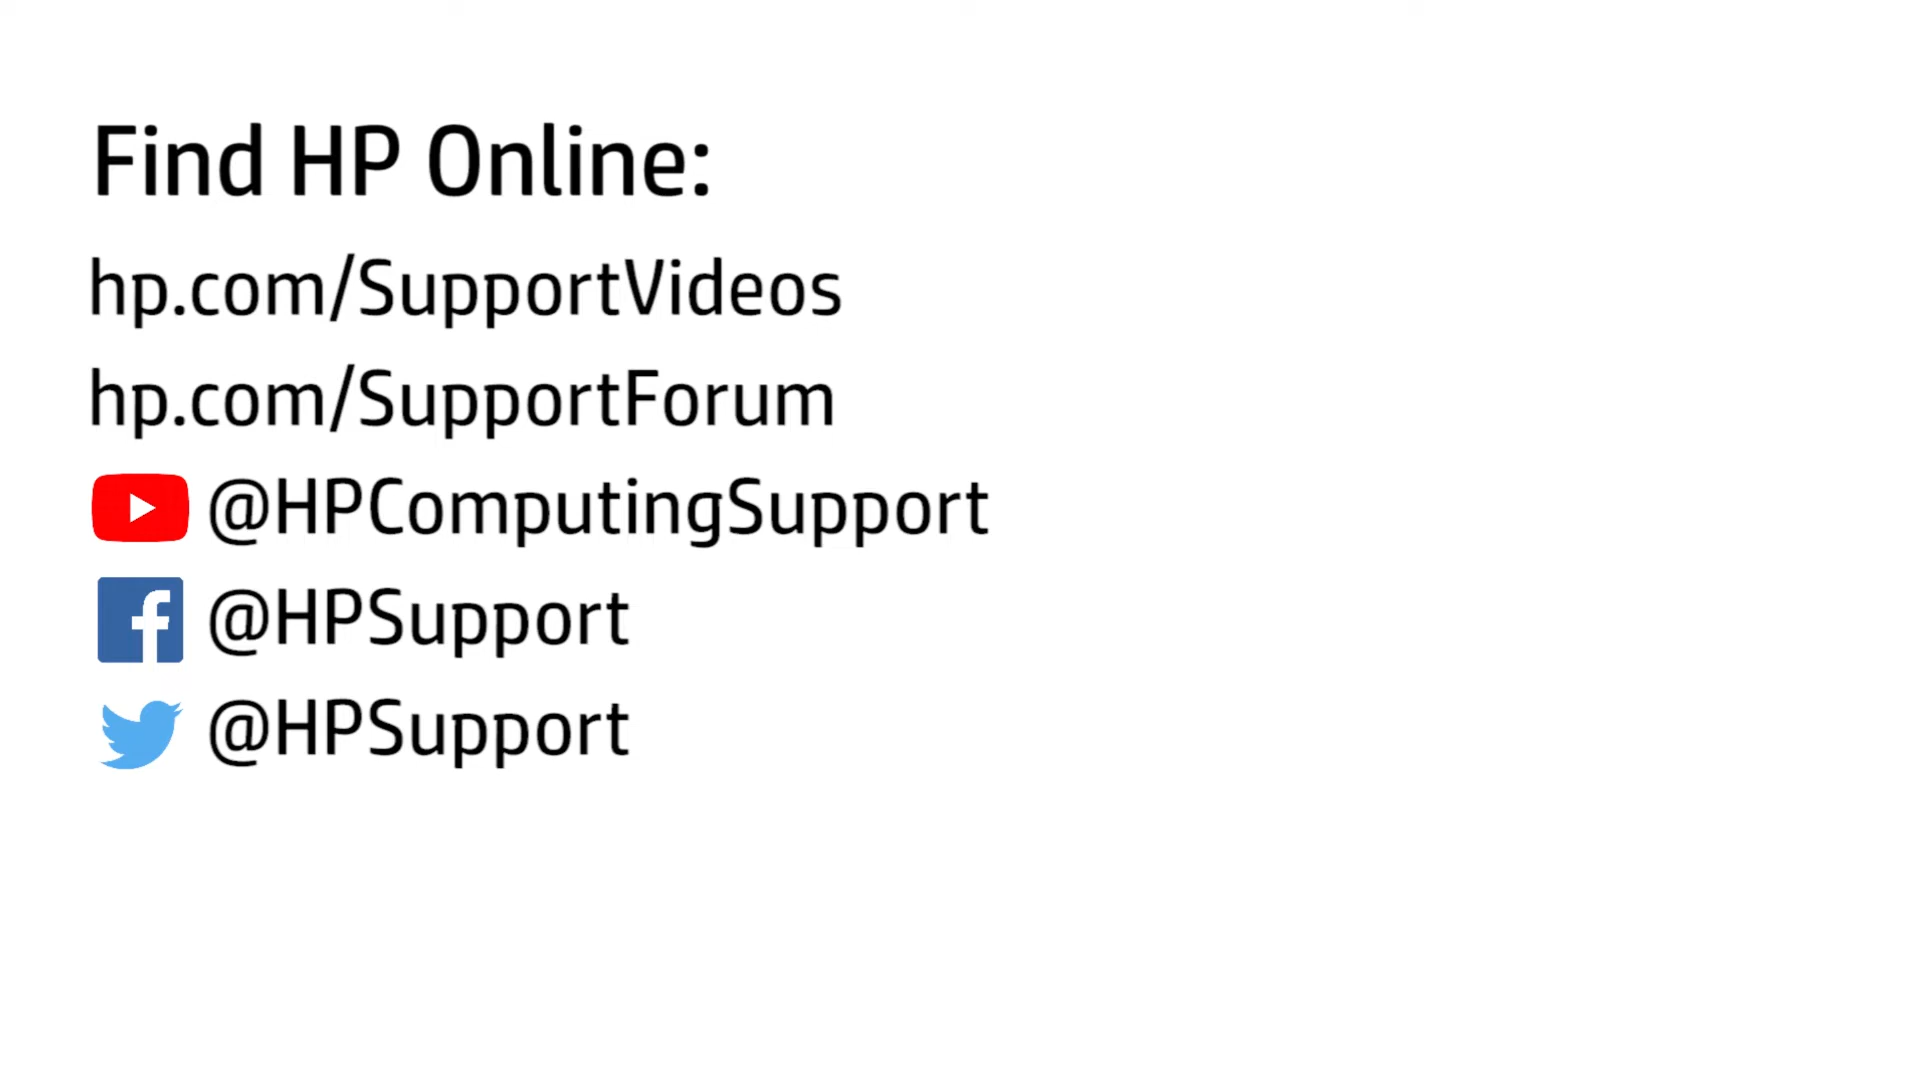 Find HP Online:
hp.com/SupportVideos
hp.com/SupportForum
@HPComputingSupport
@HPSupport
@HPSupport